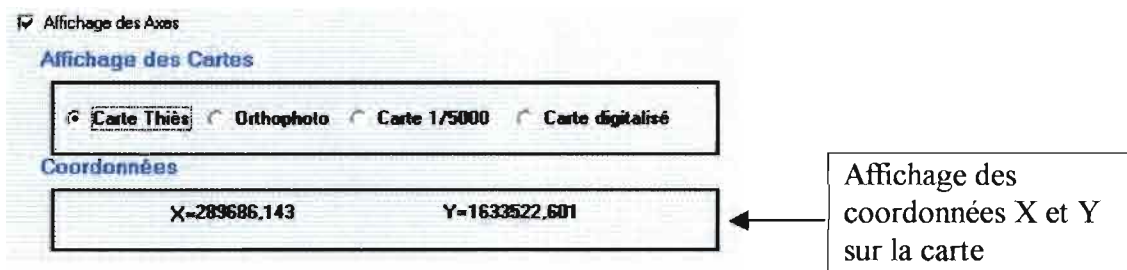 Affichage des Axes
Affichage des Cartes
Carte Thiès Orthophoto Carte 1/5000 Carte digitalisé
Coordonnées
X=289686,143 Y=1633522,601
Affichage des
coordonnées X et Y
sur la carte